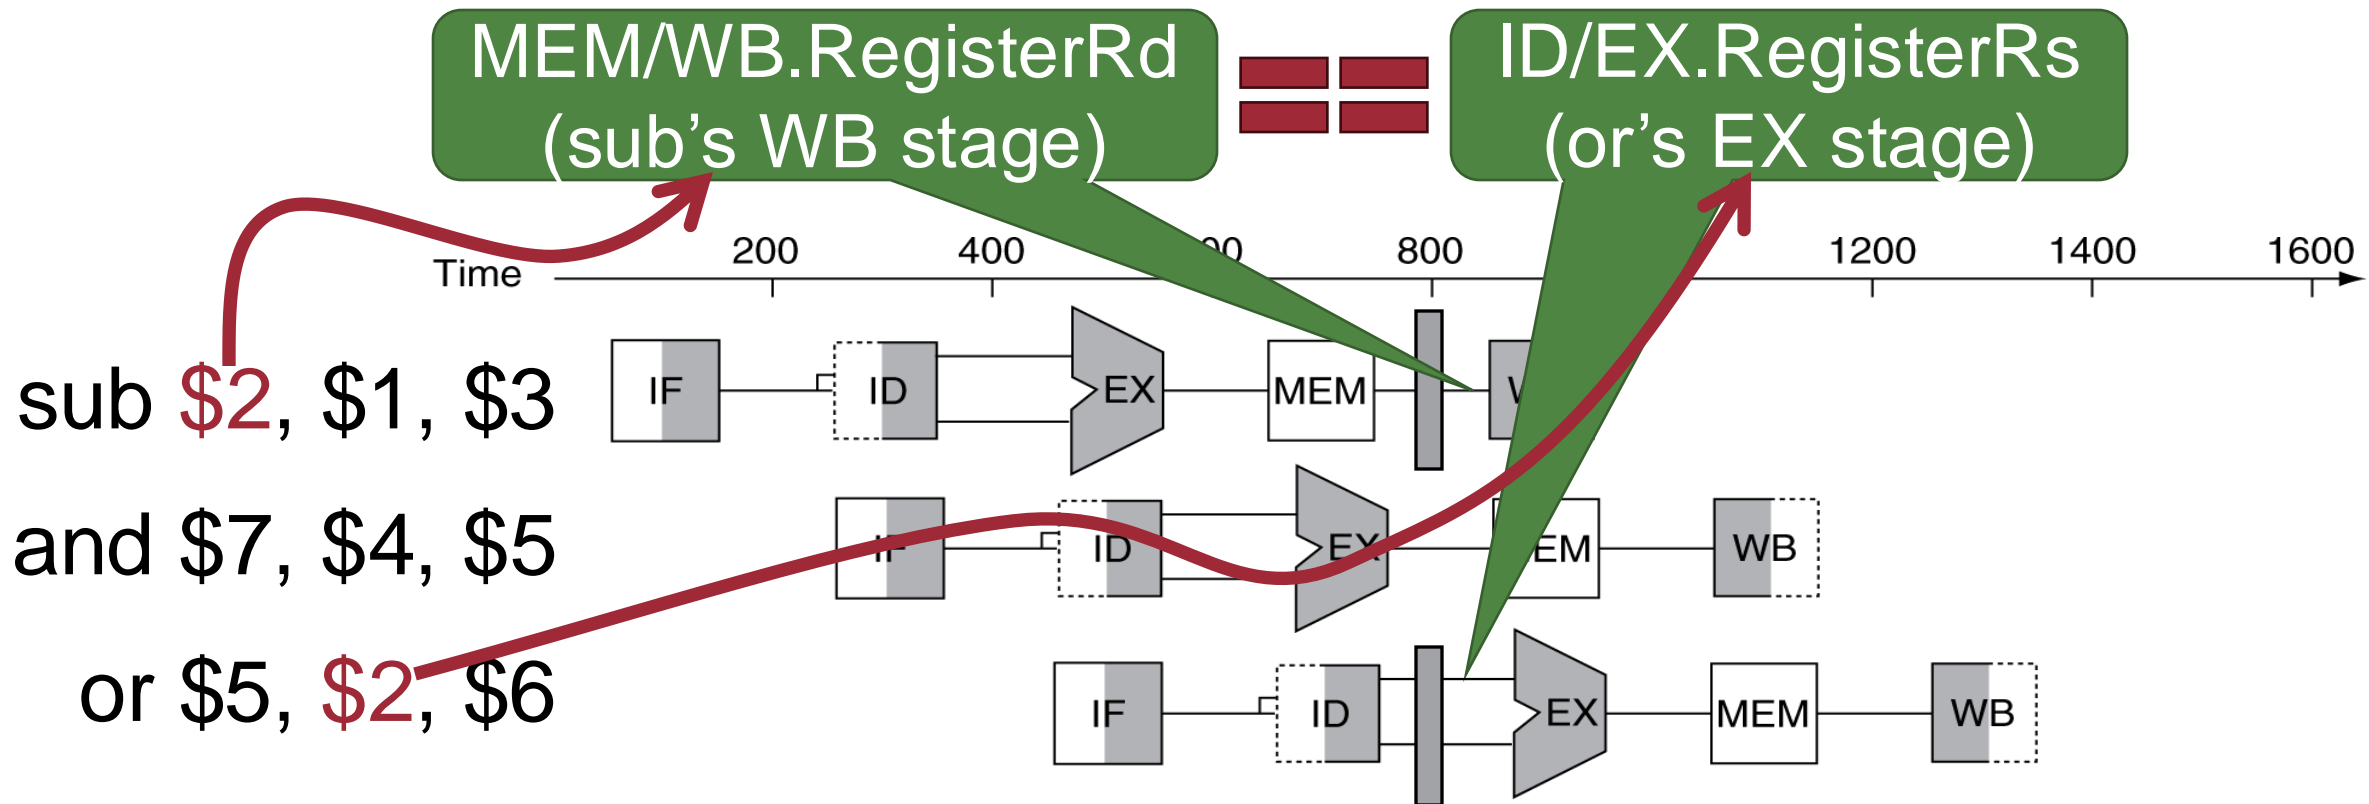 MEM/WB.RegisterRd
(sub's WB stage)
ID/EX.RegisterRs
(or's EX stage)
Time 200 400 800 1200 1400 1600
sub $2, $1, $3 IF ID EX MEM
and $7, $4, $5 IF ID EX WB
or $5, $2, $6 IF ID EX MEM WB